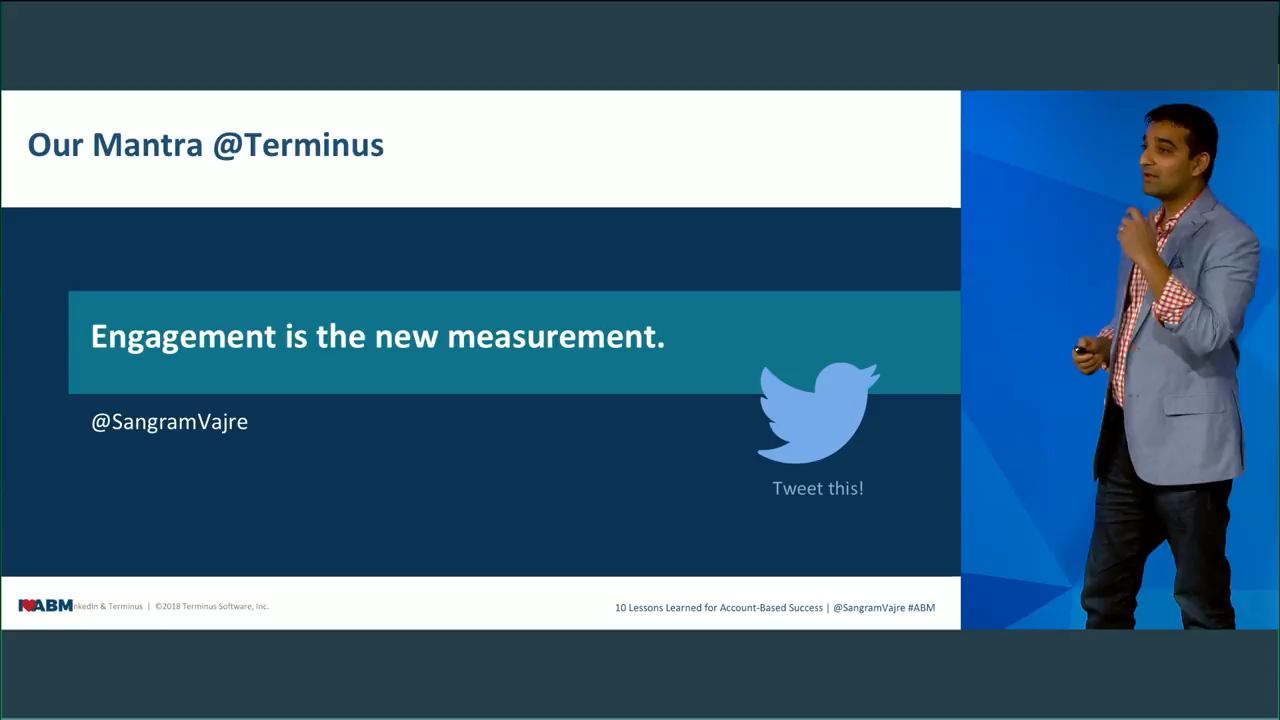 Our Mantra @Terminus
Engagement is the new measurement.
@SangramVajre
Tweet this!
ABM
& Terminus | ©2018 Terminus Software, Inc.
10 Lessons Learned for Account-Based Success | @SangramVajre #ABM